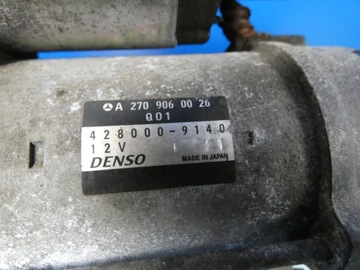 A 270 906 00 26
Q01
428000-9140
12V
DENSO MADE IN JAPAN